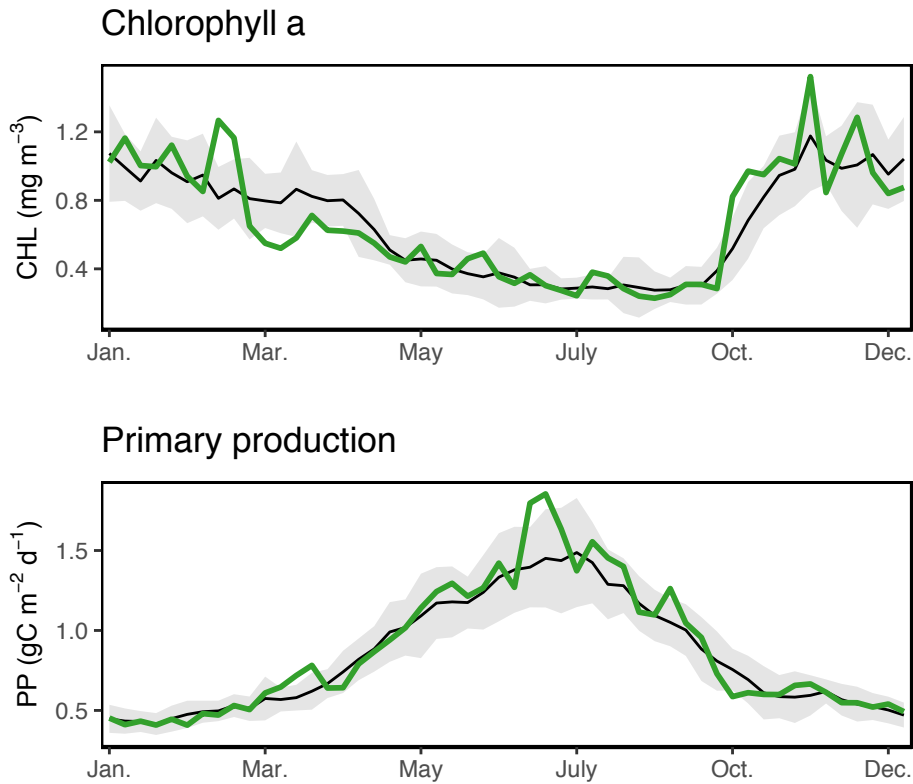 Chlorophyll a
CHL (mg m⁻³)
1.2
0.8
0.4
Jan. Mar. May July Oct. Dec.
Primary production
PP (gC m⁻² d⁻¹)
1.5
1.0
0.5
Jan. Mar. May July Oct. Dec.